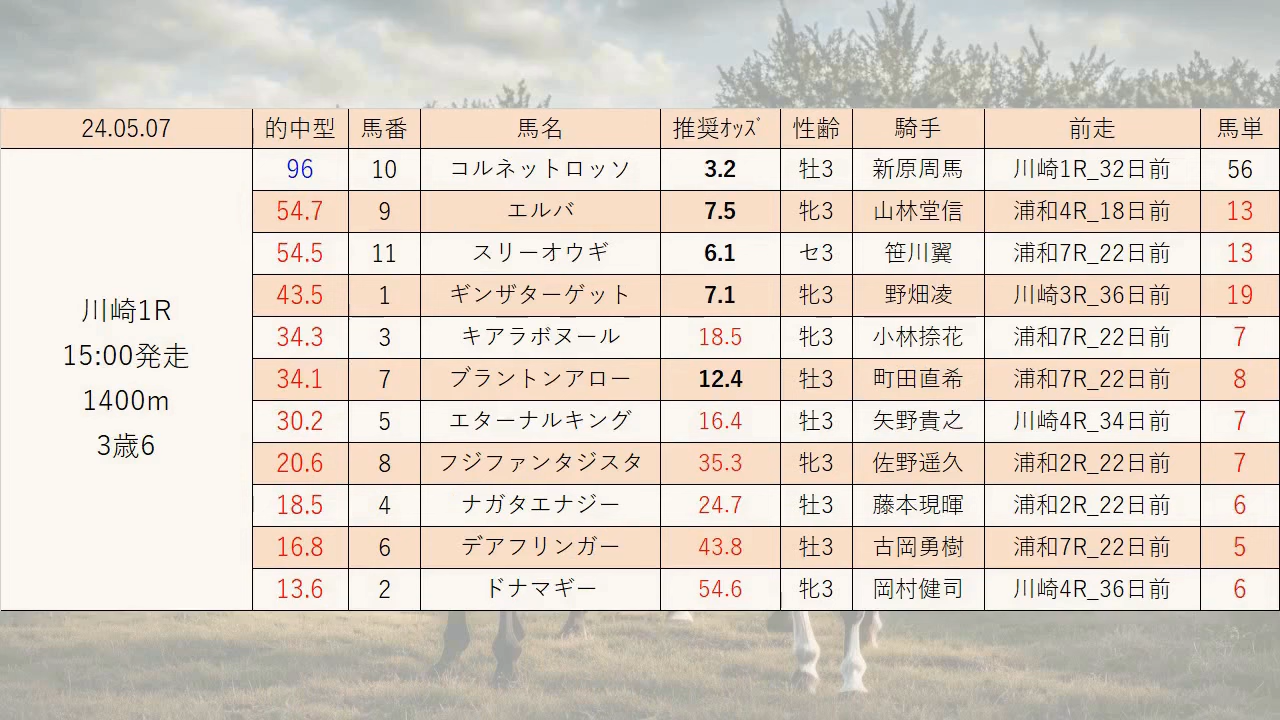 24.05.07 的中型 馬番 馬名 推奨ｵｯｽﾞ 性齢 騎手 前走 馬単
川崎1R
15:00発走
1400m
3歳6
96 10 コルネットロッソ 3.2 牡3 新原周馬 川崎1R_32日前 56
54.7 9 エルバ 7.5 牝3 山林堂信 浦和4R_18日前 13
54.5 11 スリーオウギ 6.1 セ3 笹川翼 浦和7R_22日前 13
43.5 1 ギンザターゲット 7.1 牝3 野畑凌 川崎3R_36日前 19
34.3 3 キアラボヌール 18.5 牝3 小林捺花 浦和7R_22日前 7
34.1 7 ブラントンアロー 12.4 牡3 町田直希 浦和7R_22日前 8
30.2 5 エターナルキング 16.4 牡3 矢野貴之 川崎4R_34日前 7
20.6 8 フジファンタジスタ 35.3 牝3 佐野遥久 浦和2R_22日前 7
18.5 4 ナガタエナジー 24.7 牡3 藤本現暉 浦和2R_22日前 6
16.8 6 デアフリンガー 43.8 牡3 古岡勇樹 浦和7R_22日前 5
13.6 2 ドナマギー 54.6 牝3 岡村健司 川崎4R_36日前 6